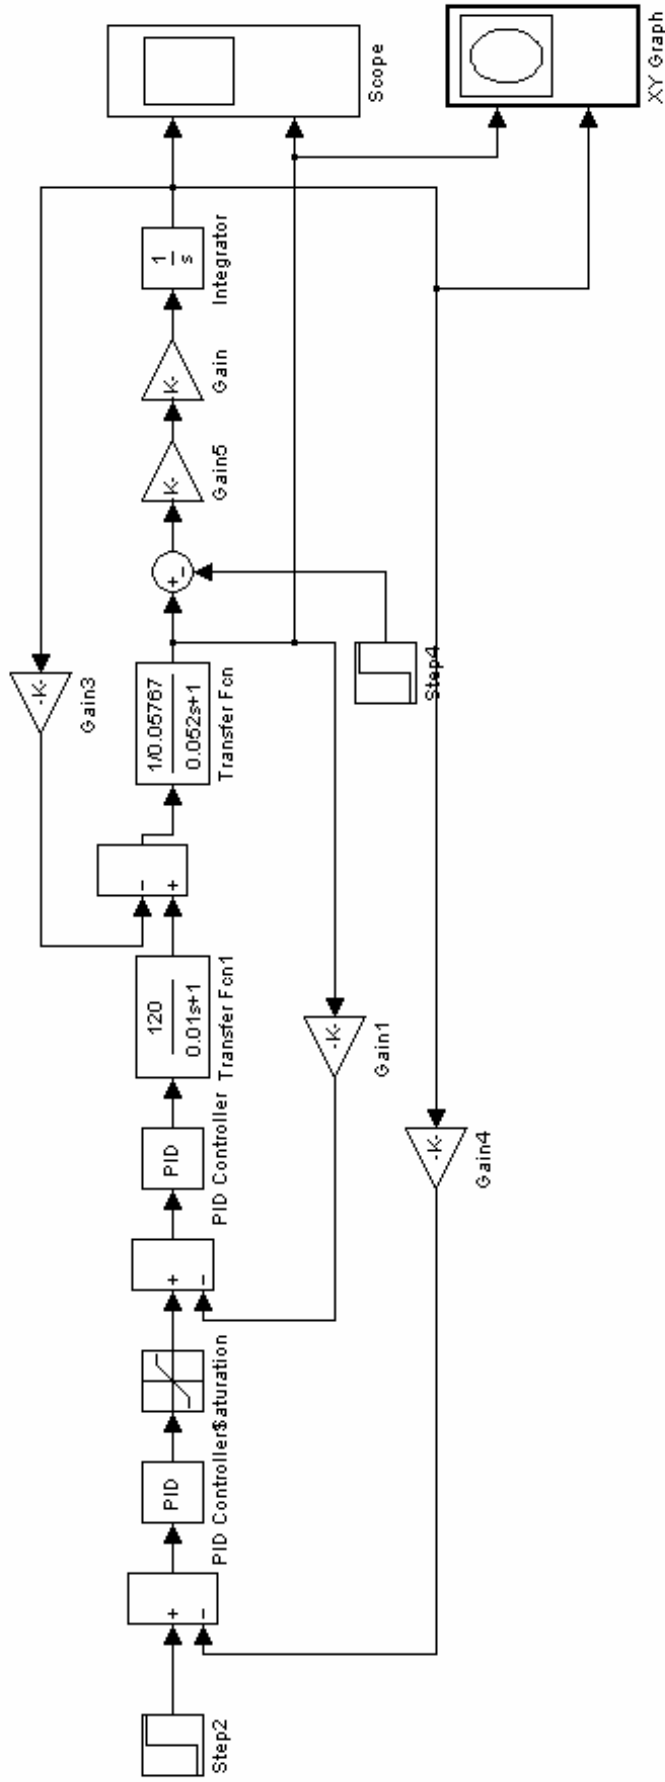 Step2
+
−
PID
PID Controller1
Saturation
+
−
PID
PID Controller
120
0.01s+1
Transfer Fcn1
−
+
1/0.05767
0.052s+1
Transfer Fcn
-K-
Gain3
+
−
K-
Gain5
K-
Gain
1
s
Integrator
Scope
XY Graph
Step4
-K-
Gain1
-K-
Gain4